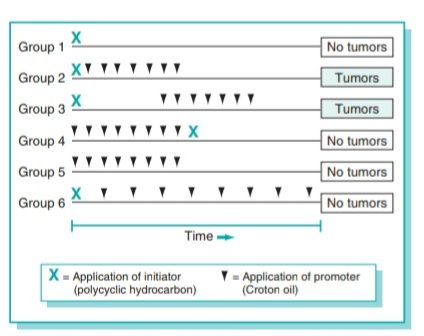 Group 1 X No tumors
Group 2 X Tumors
Group 3 X Tumors
Group 4 X No tumors
Group 5 No tumors
Group 6 X No tumors
Time
X = Application of initiator
(polycyclic hydrocarbon)
= Application of promoter
(Croton oil)